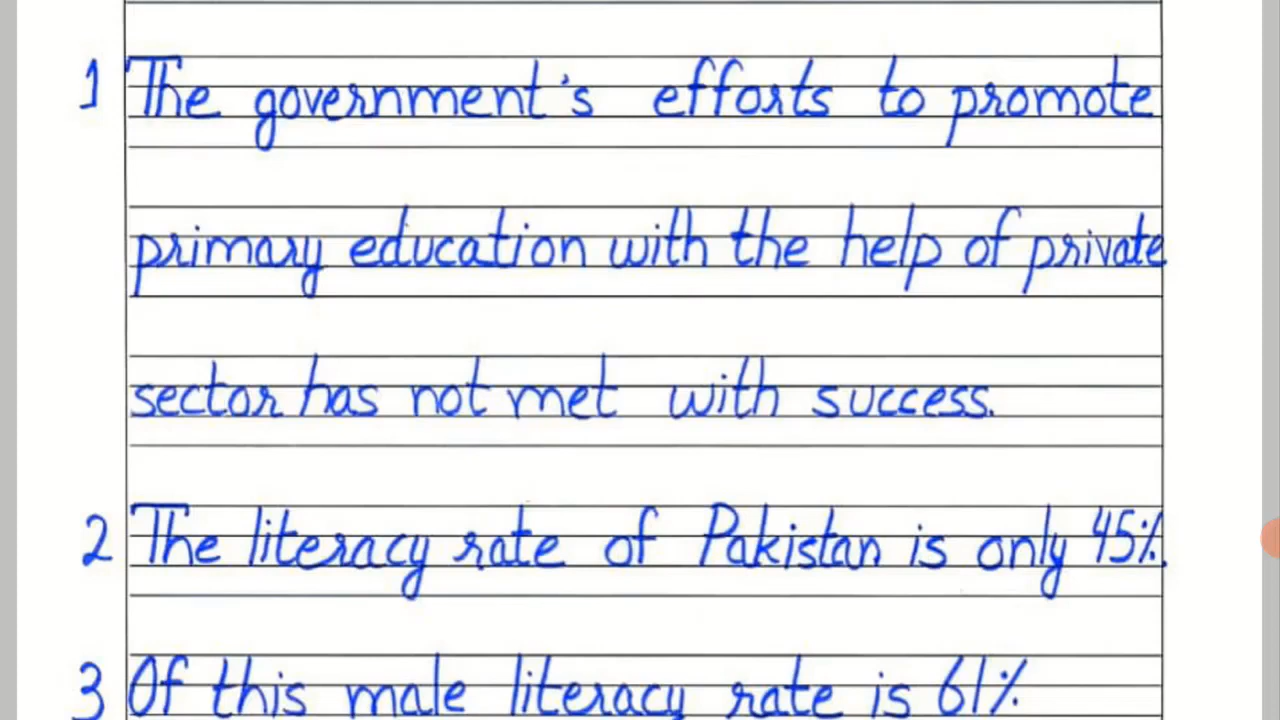 1 The government's efforts to promote
primary education with the help of private
sector has not met with success.
2 The literacy rate of Pakistan is only 45%.
3 Of this male literacy rate is 61%.